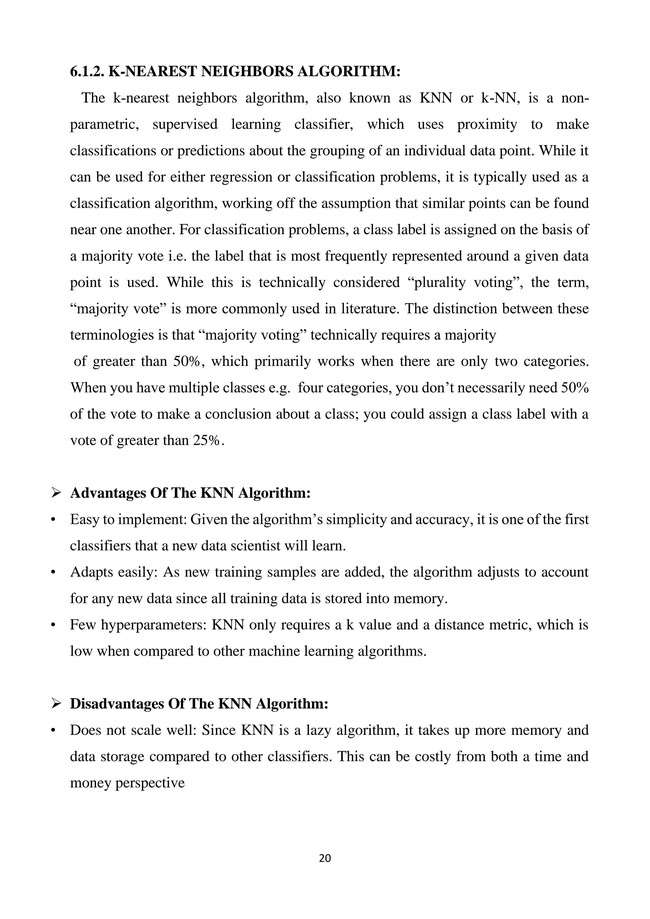 6.1.2. K-NEAREST NEIGHBORS ALGORITHM:
The k-nearest neighbors algorithm, also known as KNN or k-NN, is a non-
parametric, supervised learning classifier, which uses proximity to make
classifications or predictions about the grouping of an individual data point. While it
can be used for either regression or classification problems, it is typically used as a
classification algorithm, working off the assumption that similar points can be found
near one another. For classification problems, a class label is assigned on the basis of
a majority vote i.e. the label that is most frequently represented around a given data
point is used. While this is technically considered “plurality voting”, the term,
“majority vote” is more commonly used in literature. The distinction between these
terminologies is that “majority voting” technically requires a majority
of greater than 50%, which primarily works when there are only two categories.
When you have multiple classes e.g. four categories, you don’t necessarily need 50%
of the vote to make a conclusion about a class; you could assign a class label with a
vote of greater than 25%.
➢ Advantages Of The KNN Algorithm:
• Easy to implement: Given the algorithm’s simplicity and accuracy, it is one of the first
classifiers that a new data scientist will learn.
• Adapts easily: As new training samples are added, the algorithm adjusts to account
for any new data since all training data is stored into memory.
• Few hyperparameters: KNN only requires a k value and a distance metric, which is
low when compared to other machine learning algorithms.
➢ Disadvantages Of The KNN Algorithm:
• Does not scale well: Since KNN is a lazy algorithm, it takes up more memory and
data storage compared to other classifiers. This can be costly from both a time and
money perspective
20